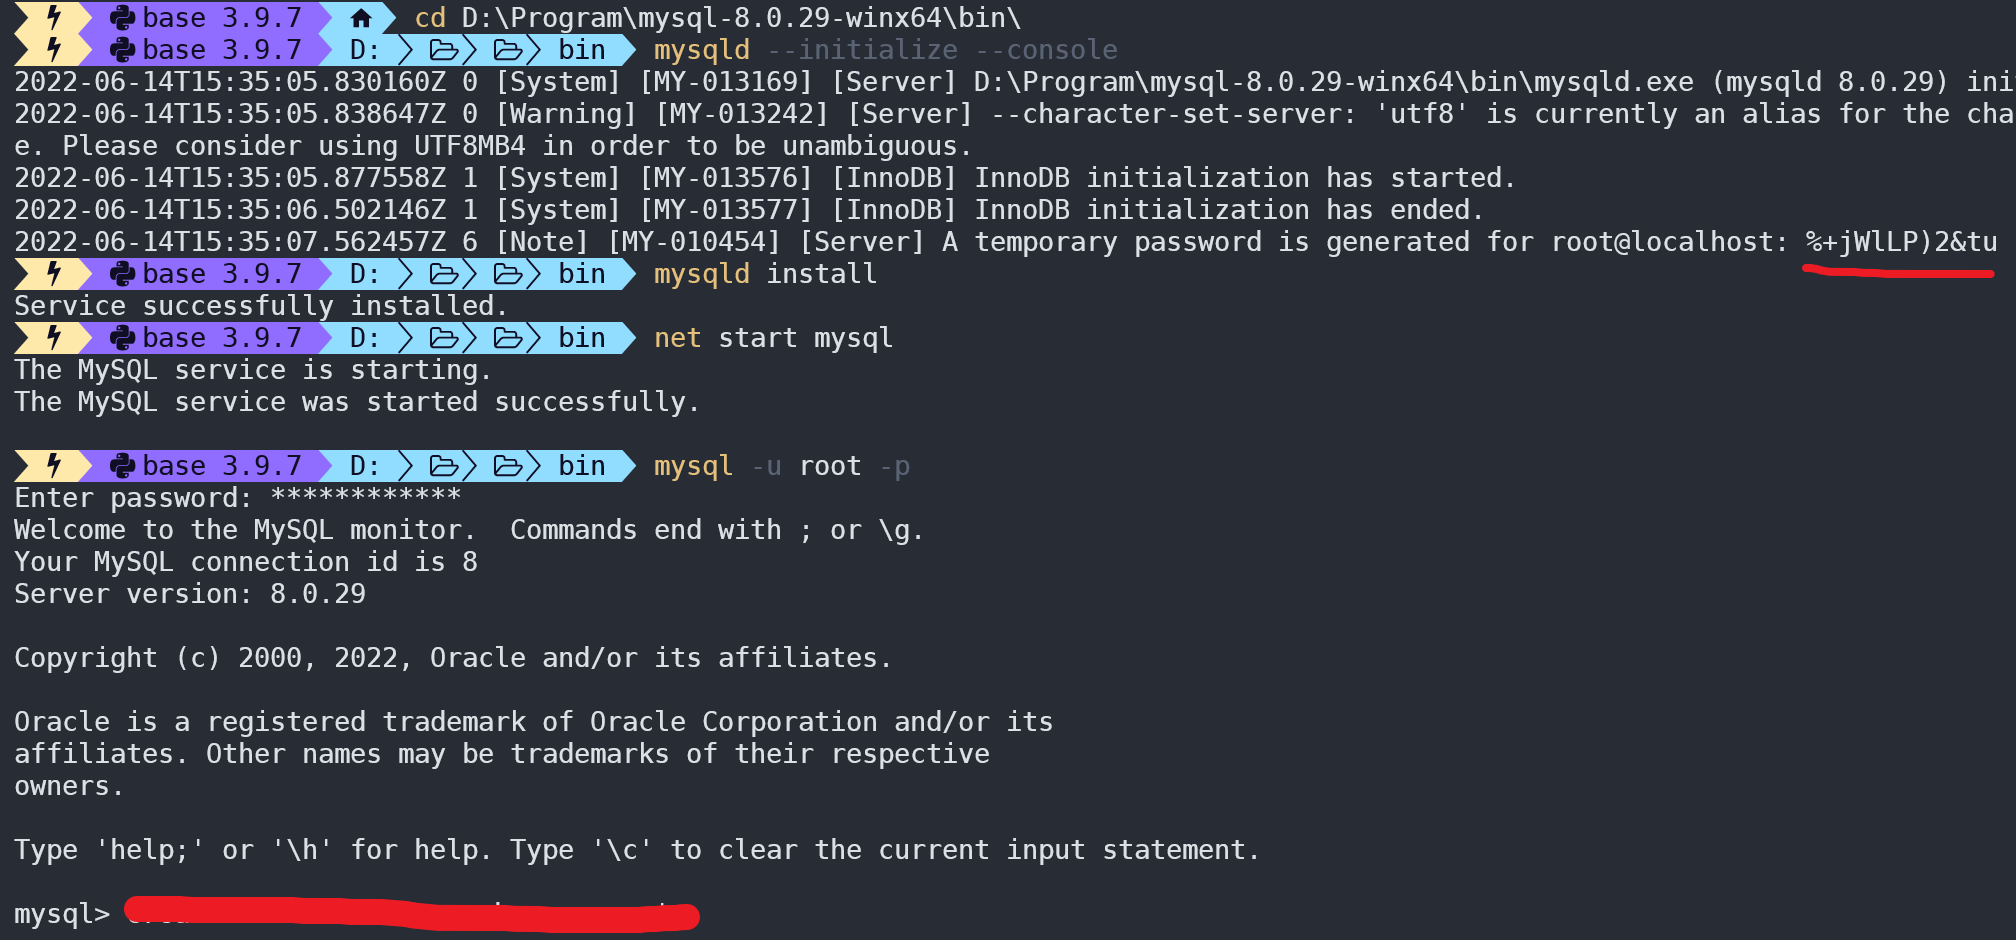 base 3.9.7 cd D:\Program\mysql-8.0.29-winx64\bin\
base 3.9.7 D: bin mysqld --initialize --console
2022-06-14T15:35:05.830160Z 0 [System] [MY-013169] [Server] D:\Program\mysql-8.0.29-winx64\bin\mysqld.exe (mysqld 8.0.29) ini
2022-06-14T15:35:05.838647Z 0 [Warning] [MY-013242] [Server] --character-set-server: 'utf8' is currently an alias for the cha
e. Please consider using UTF8MB4 in order to be unambiguous.
2022-06-14T15:35:05.877558Z 1 [System] [MY-013576] [InnoDB] InnoDB initialization has started.
2022-06-14T15:35:06.502146Z 1 [System] [MY-013577] [InnoDB] InnoDB initialization has ended.
2022-06-14T15:35:07.562457Z 6 [Note] [MY-010454] [Server] A temporary password is generated for root@localhost: %+jWlLP)2&tu
base 3.9.7 D: bin mysqld install
Service successfully installed.
base 3.9.7 D: bin net start mysql
The MySQL service is starting.
The MySQL service was started successfully.
base 3.9.7 D: bin mysql -u root -p
Enter password: ************
Welcome to the MySQL monitor.  Commands end with ; or \g.
Your MySQL connection id is 8
Server version: 8.0.29
Copyright (c) 2000, 2022, Oracle and/or its affiliates.
Oracle is a registered trademark of Oracle Corporation and/or its
affiliates. Other names may be trademarks of their respective
owners.
Type 'help;' or '\h' for help. Type '\c' to clear the current input statement.
mysql>